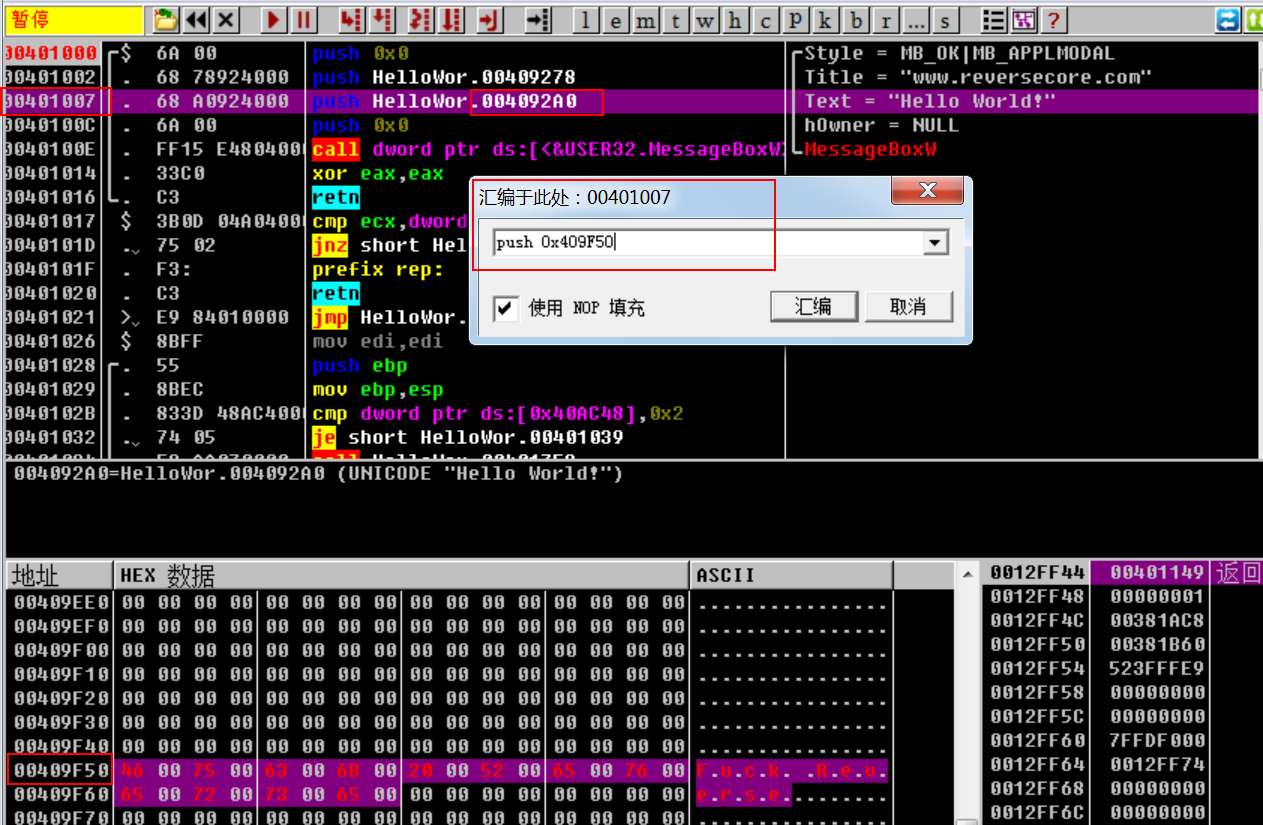 暂停 l e m t w h c p k b r ... s ?
00401000 $ 6A 00 push 0x0 Style = MB_OK|MB_APPLMODAL
00401002 . 68 78924000 push HelloWor.00409278 Title = "www.reversecore.com"
00401007 . 68 A0924000 push HelloWor.004092A0 Text = "Hello World!"
0040100C . 6A 00 push 0x0 hOwner = NULL
0040100E . FF15 E4804000 call dword ptr ds:[<&USER32.MessageBoxW> MessageBoxW
00401014 . 33C0 xor eax,eax
00401016 . C3 retn
00401017 $ 3B0D 04A04000 cmp ecx,dword
0040101D . 75 02 jnz short Hel
0040101F . F3: prefix rep:
00401020 . C3 retn
00401021 > E9 84010000 jmp HelloWor.
00401026 $ 8BFF mov edi,edi
00401028 . 55 push ebp
00401029 . 8BEC mov ebp,esp
0040102B . 833D 48AC4000 cmp dword ptr ds:[0x40AC48],0x2
00401032 . 74 05 je short HelloWor.00401039
汇编于此处：00401007
push 0x409F50
使用 NOP 填充 汇编 取消
004092A0=HelloWor.004092A0 (UNICODE "Hello World!")
地址 HEX 数据 ASCII
00409EE0 00 00 00 00 00 00 00 00 00 00 00 00 00 00 00 00 ................
00409EF0 00 00 00 00 00 00 00 00 00 00 00 00 00 00 00 00 ................
00409F00 00 00 00 00 00 00 00 00 00 00 00 00 00 00 00 00 ................
00409F10 00 00 00 00 00 00 00 00 00 00 00 00 00 00 00 00 ................
00409F20 00 00 00 00 00 00 00 00 00 00 00 00 00 00 00 00 ................
00409F30 00 00 00 00 00 00 00 00 00 00 00 00 00 00 00 00 ................
00409F40 00 00 00 00 00 00 00 00 00 00 00 00 00 00 00 00 ................
00409F50 46 00 75 00 63 00 6B 00 20 00 52 00 65 00 76 00 F.u.c.k. .R.e.v.
00409F60 65 00 72 00 73 00 65 00 00 00 00 00 00 00 00 00 e.r.s.e.........
00409F70 00 00 00 00 00 00 00 00 00 00 00 00 00 00 00 00 ................
0012FF44 00401149 返回
0012FF48 00000001
0012FF4C 00381AC8
0012FF50 00381B60
0012FF54 523FFFE9
0012FF58 00000000
0012FF5C 00000000
0012FF60 7FFDF000
0012FF64 0012FF74
0012FF68 00000000
0012FF6C 00000000